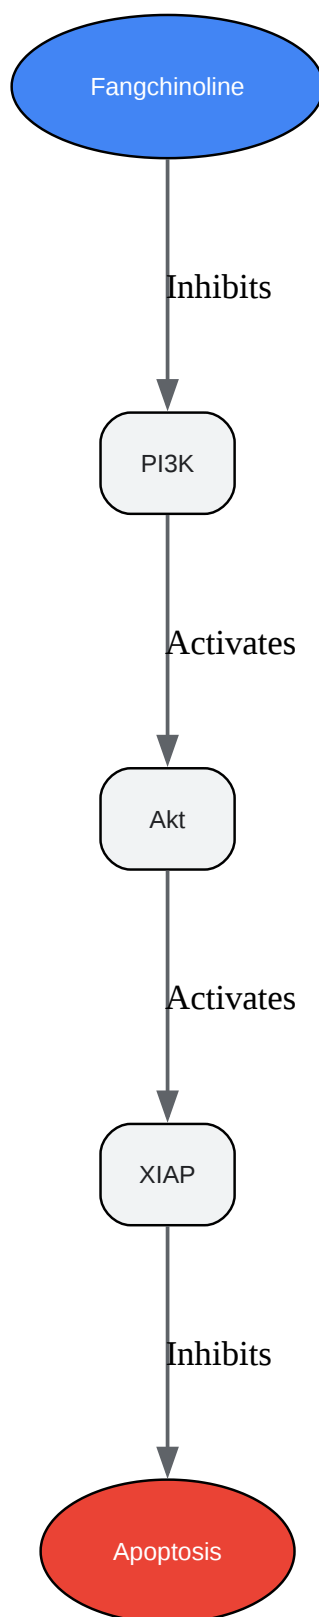 Fangchinoline
Inhibits
PI3K
Activates
Akt
Activates
XIAP
Inhibits
Apoptosis